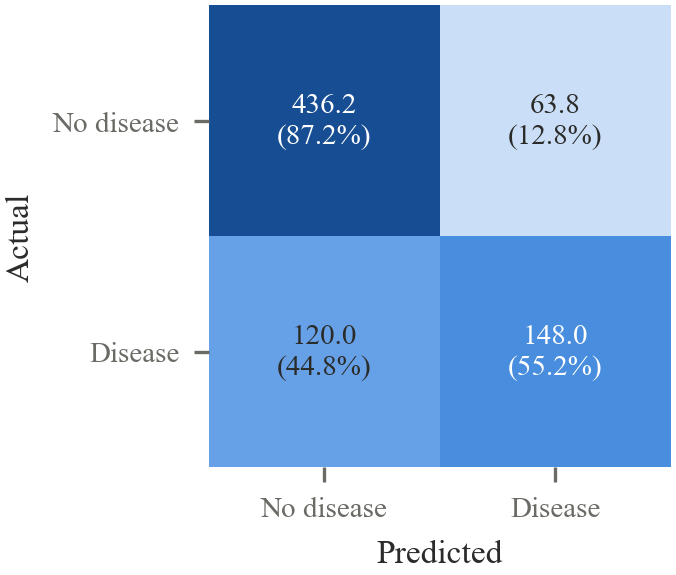 Actual
No disease
436.2
(87.2%)
63.8
(12.8%)
Disease
120.0
(44.8%)
148.0
(55.2%)
No disease
Disease
Predicted